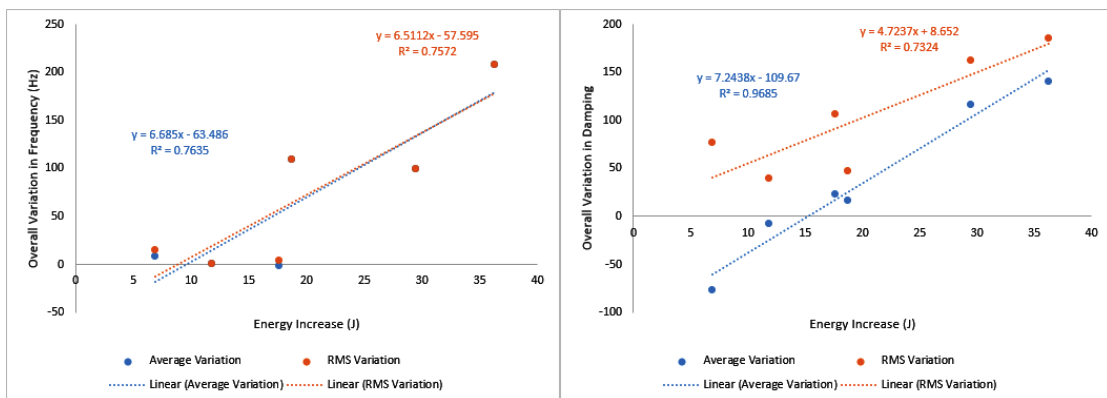 250
200
150
100
50
0
-50
0 5 10 15 20 25 30 35 40
Overall Variation in Frequency (Hz)
y = 6.5112x - 57.595
R² = 0.7572
y = 6.685x - 63.486
R² = 0.7635
Energy Increase (J)
Average Variation RMS Variation
Linear (Average Variation) Linear (RMS Variation)
200
150
100
50
0
-50
-100
0 5 10 15 20 25 30 35 40
Overall Variation in Damping
y = 4.7237x + 8.652
R² = 0.7324
y = 7.2438x - 109.67
R² = 0.9685
Energy Increase (J)
Average Variation RMS Variation
Linear (Average Variation) Linear (RMS Variation)